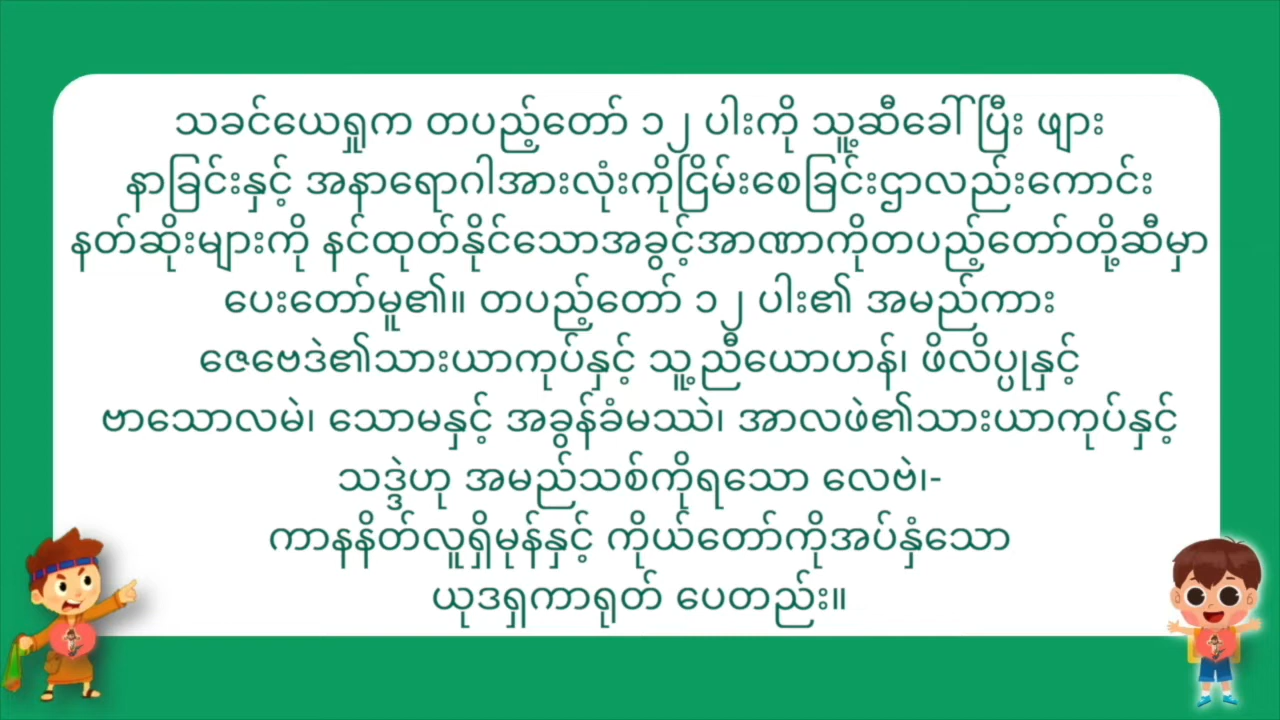 သခင်ယေရှူက တပည့်တော် ၁၂ ပါးကို သူ့ဆီခေါ်ပြီး ဖျား
နာခြင်းနှင့် အနာရောဂါအားလုံးကိုငြိမ်းစေခြင်းဌာလည်းကောင်း
နတ်ဆိုးများကို နင်ထုတ်နိုင်သောအခွင့်အာဏာကိုတပည့်တော်တို့ဆီမှာ
ပေးတော်မူ၏။ တပည့်တော် ၁၂ ပါး၏ အမည်ကား
ဇေဗေဒဲ၏သားယာကုပ်နှင့် သူ့ညီယောဟန်၊ ဖိလိပ္ပုနှင့်
ဗာသောလမဲ၊ သောမနှင့် အခွန်ခံမဿဲ၊ အာလဖဲ၏သားယာကုပ်နှင့်
သဒ္ဒဲဟု အမည်သစ်ကိုရသော လေဗဲ၊-
ကာနနိတ်လူရှိမုန်နှင့် ကိုယ်တော်ကိုအပ်နှံသော
ယုဒရှကာရုတ် ပေတည်း။